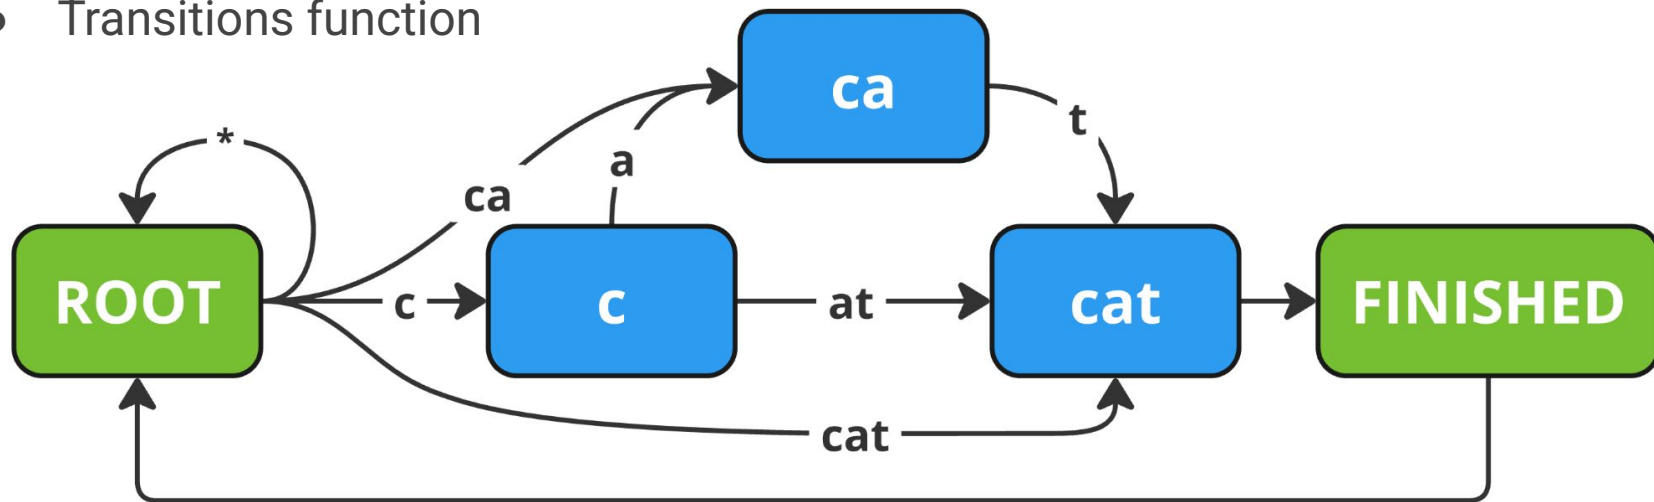 • Transitions function
ca
t
*
a
ca
ROOT
c
c
at
cat
FINISHED
cat